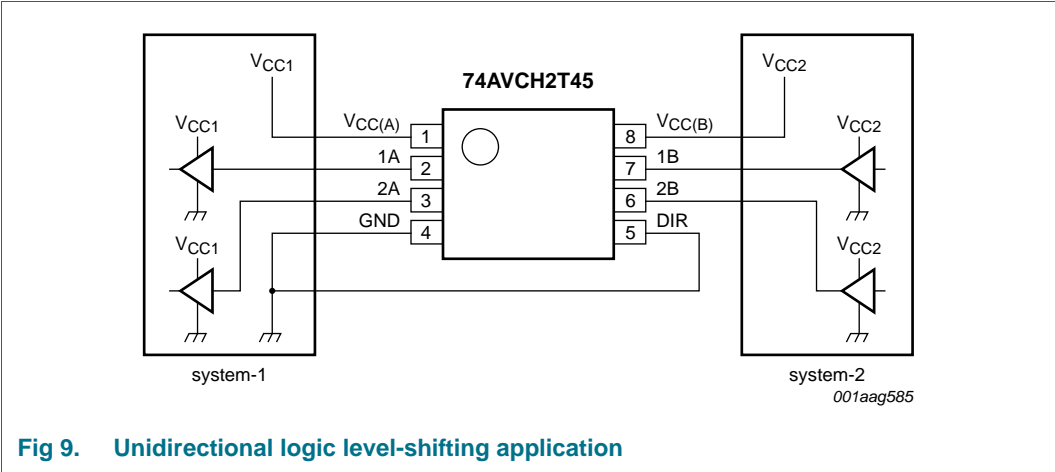 74AVCH2T45
VCC1
VCC2
VCC(A)
1
8
VCC(B)
VCC1
VCC2
1A
2
7
1B
2A
3
6
2B
GND
4
5
DIR
VCC1
VCC2
system-1
system-2
001aag585
Fig 9. Unidirectional logic level-shifting application